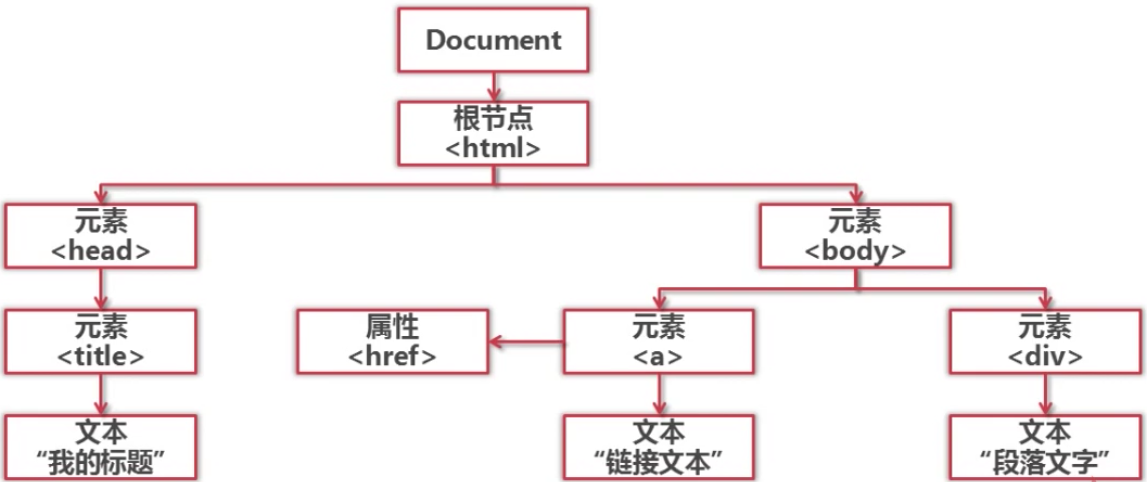 Document
根节点
<html>
元素
<head>
元素
<body>
元素
<title>
属性
<href>
元素
<a>
元素
<div>
文本
“我的标题”
文本
“链接文本”
文本
“段落文字”